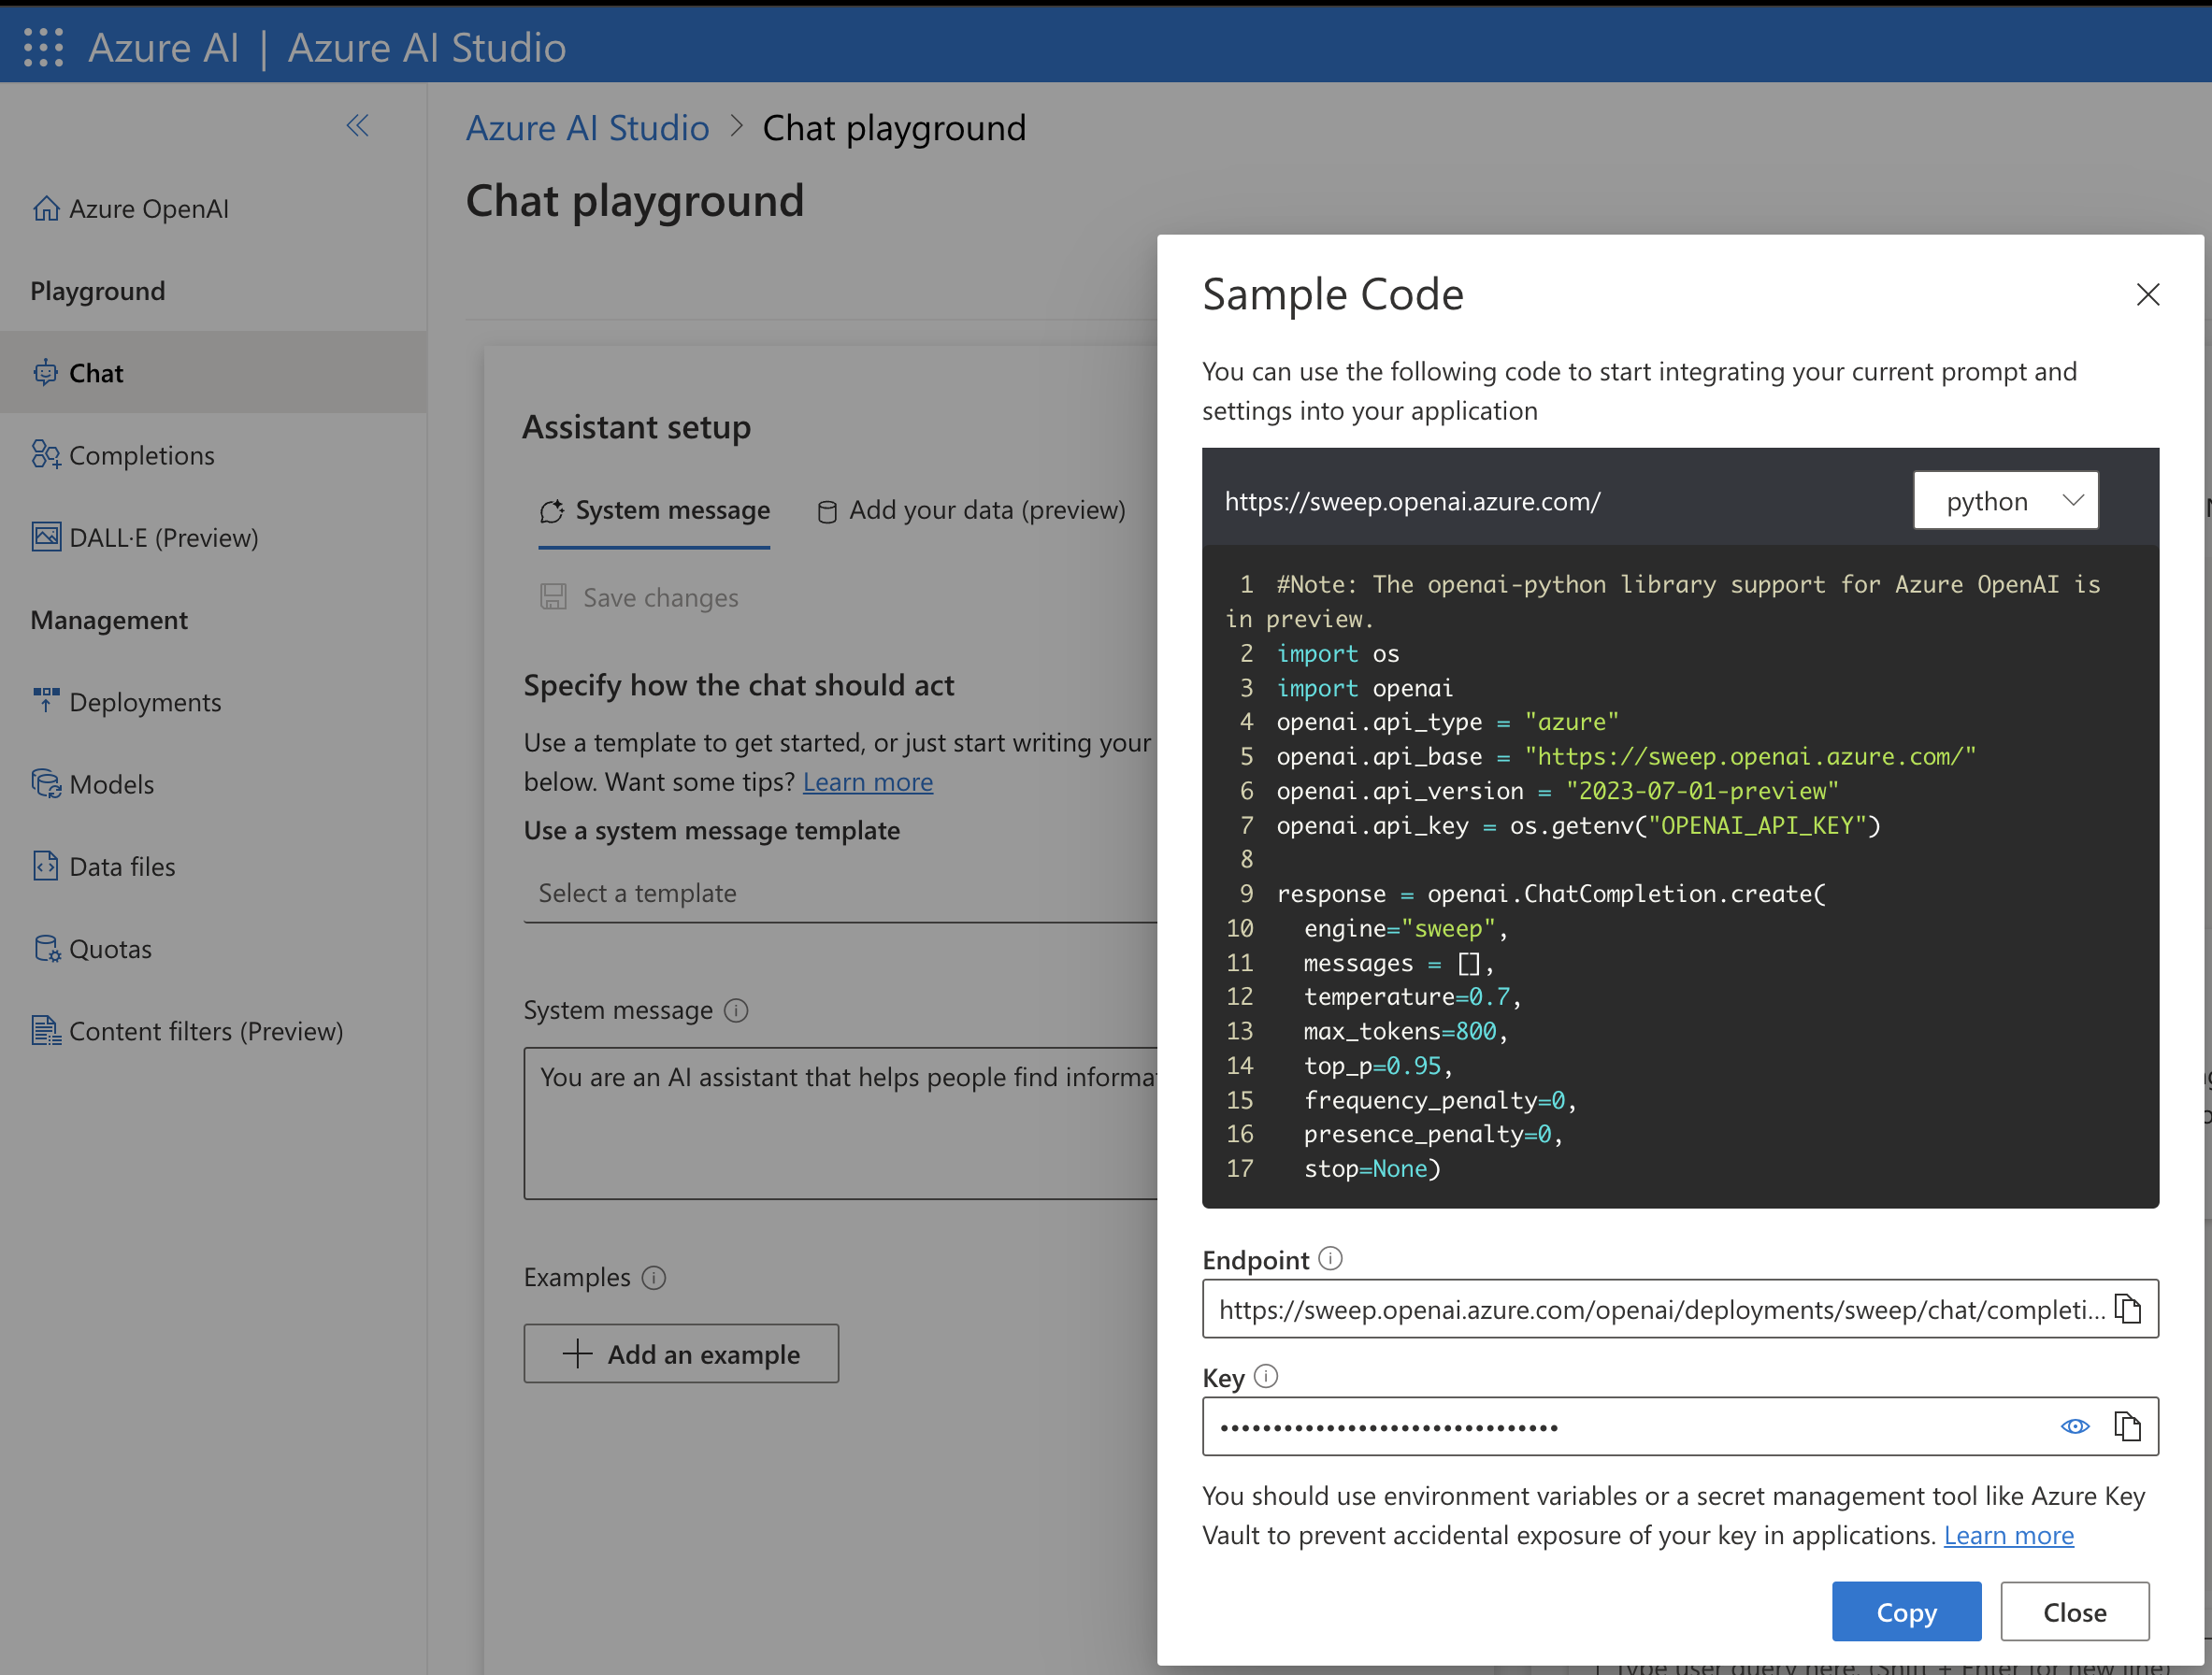 Azure AI | Azure AI Studio
Azure AI Studio > Chat playground
Chat playground
Azure OpenAI
Playground
Chat
Completions
DALL·E (Preview)
Management
Deployments
Models
Data files
Quotas
Content filters (Preview)
Assistant setup
System message
Add your data (preview)
Save changes
Specify how the chat should act
Use a template to get started, or just start writing your
below. Want some tips? Learn more
Use a system message template
Select a template
System message
You are an AI assistant that helps people find informa
Examples
Add an example
Sample Code
You can use the following code to start integrating your current prompt and
settings into your application
https://sweep.openai.azure.com/
python
1 #Note: The openai-python library support for Azure OpenAI is
in preview.
2 import os
3 import openai
4 openai.api_type = "azure"
5 openai.api_base = "https://sweep.openai.azure.com/"
6 openai.api_version = "2023-07-01-preview"
7 openai.api_key = os.getenv("OPENAI_API_KEY")
8
9 response = openai.ChatCompletion.create(
10 engine="sweep",
11 messages = [],
12 temperature=0.7,
13 max_tokens=800,
14 top_p=0.95,
15 frequency_penalty=0,
16 presence_penalty=0,
17 stop=None)
Endpoint
https://sweep.openai.azure.com/openai/deployments/sweep/chat/completi...
Key
••••••••••••••••••••••••••••••••
You should use environment variables or a secret management tool like Azure Key
Vault to prevent accidental exposure of your key in applications. Learn more
Copy
Close
Type user query here. (Shift + Enter for new line)